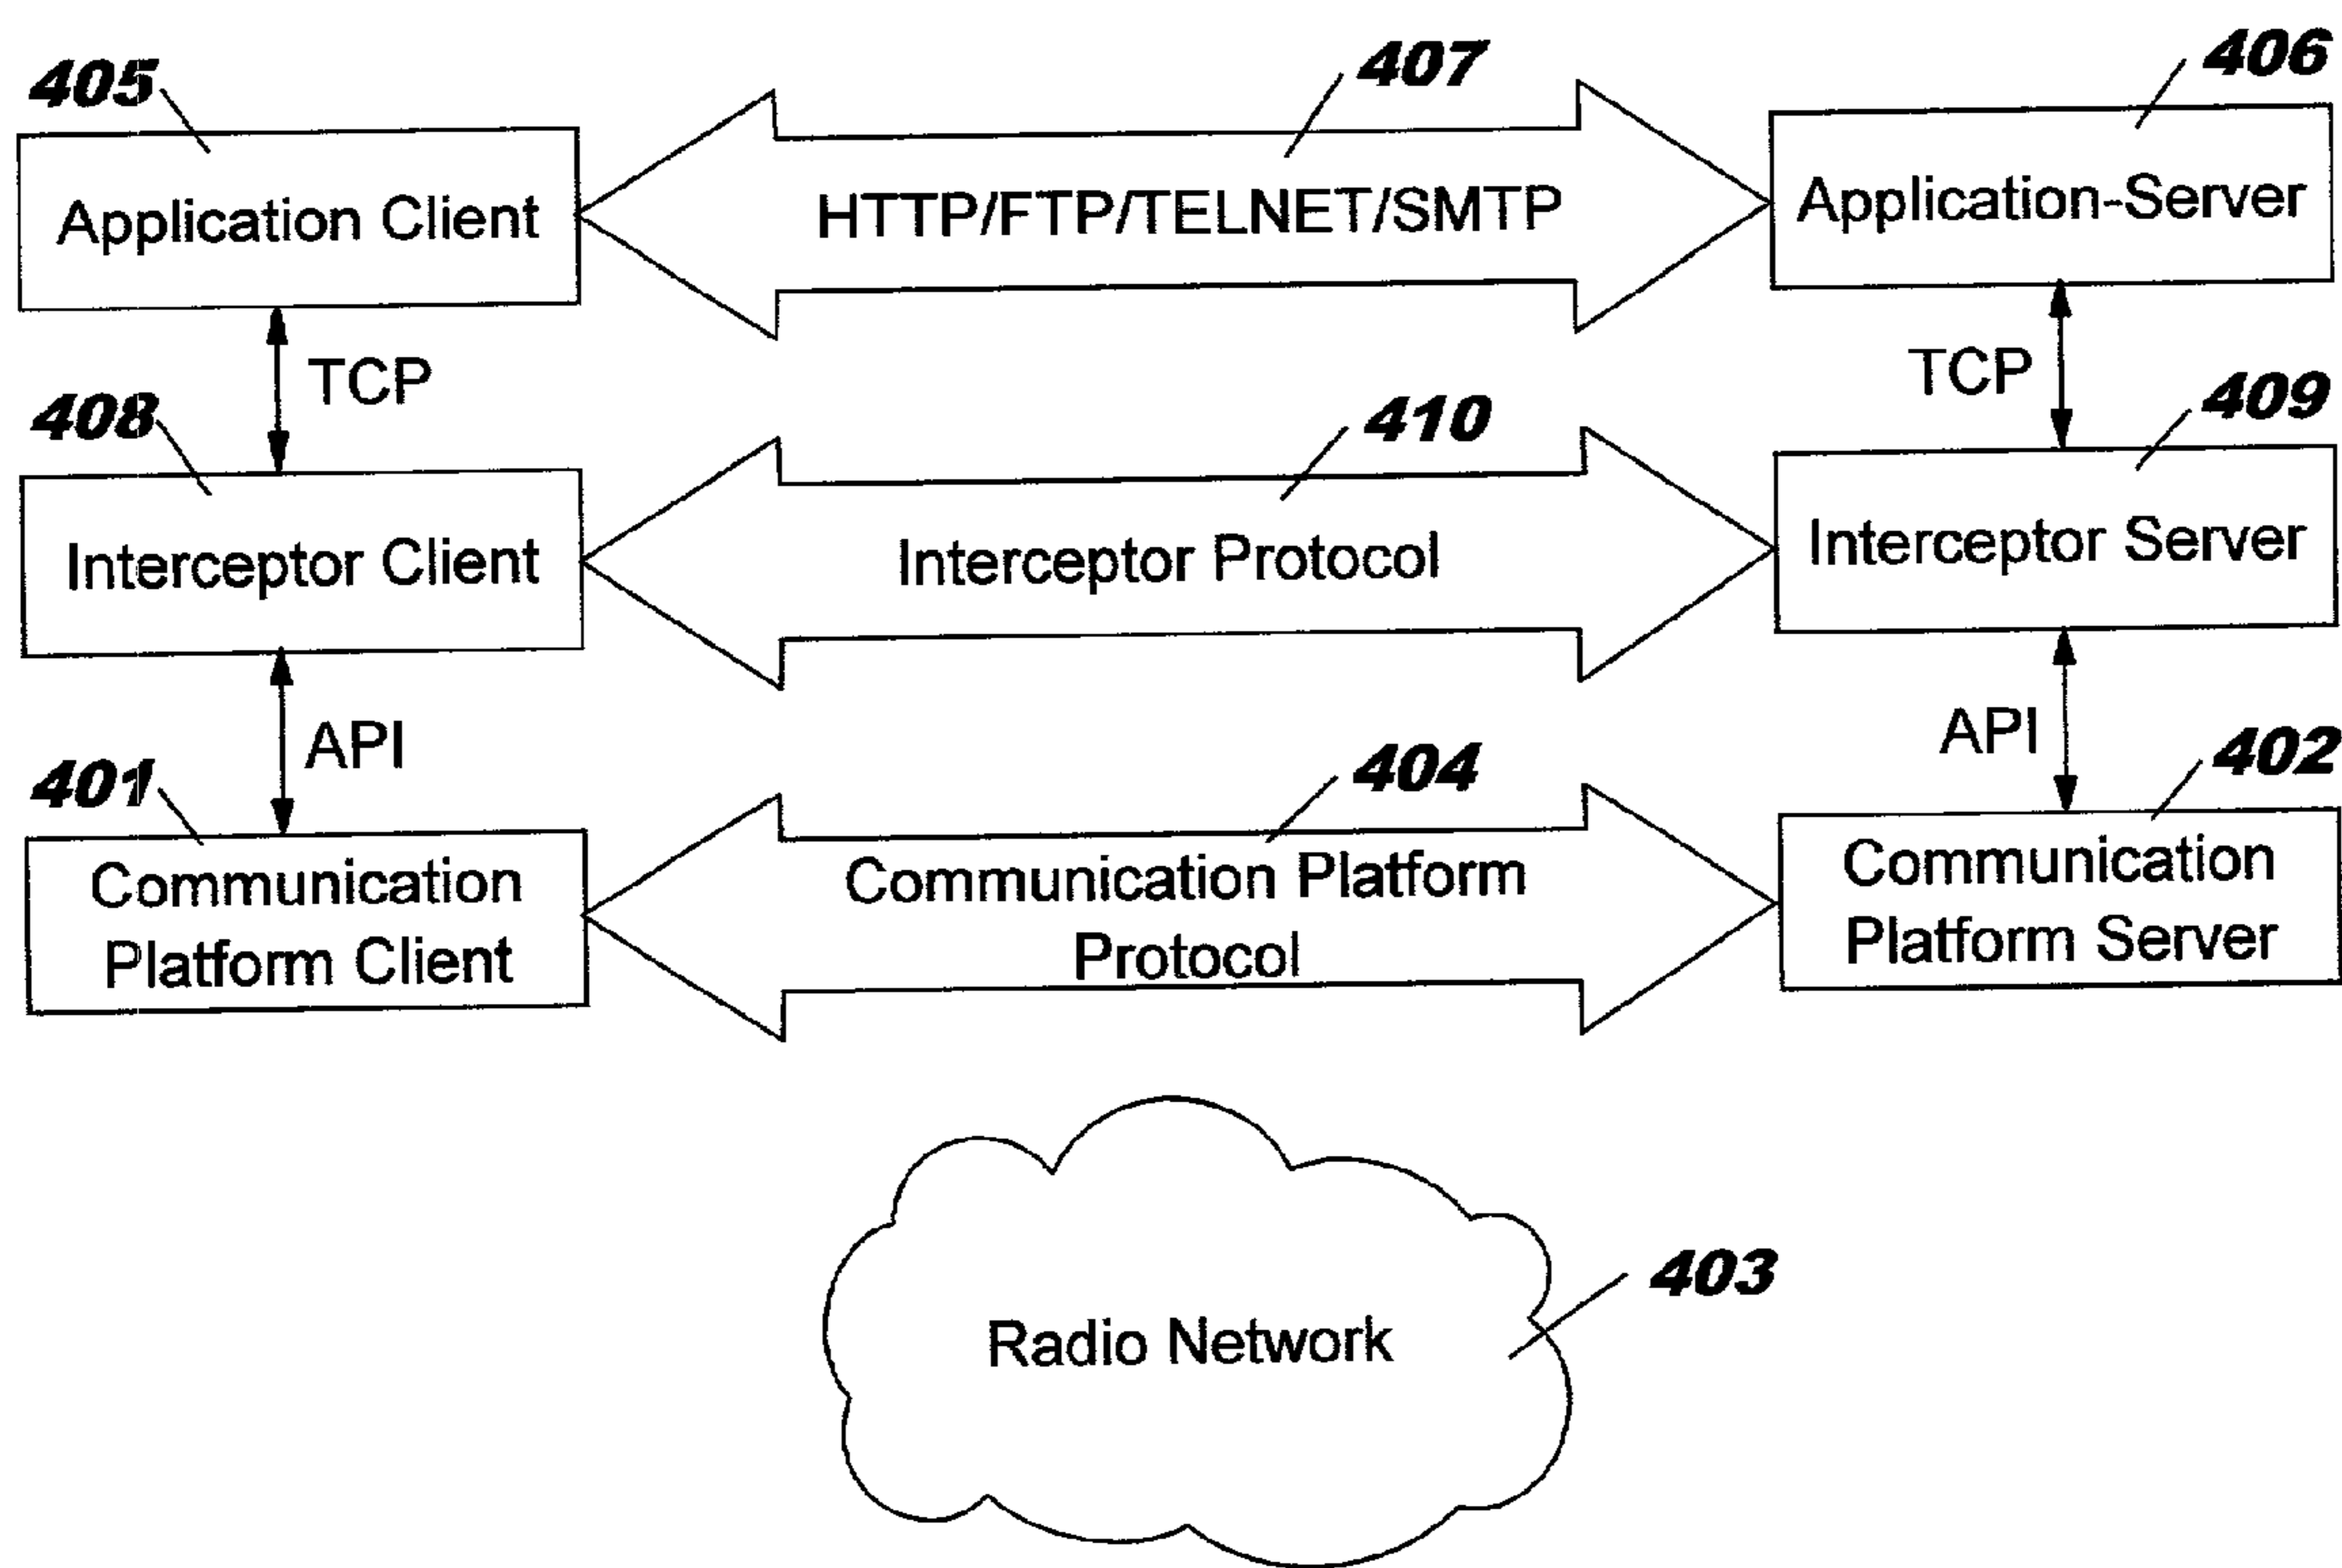 405
407
406
Application Client
HTTP/FTP/TELNET/SMTP
Application-Server
TCP
TCP
408
410
409
Interceptor Client
Interceptor Protocol
Interceptor Server
API
API
401
404
402
Communication
Platform Client
Communication Platform
Protocol
Communication
Platform Server
403
Radio Network